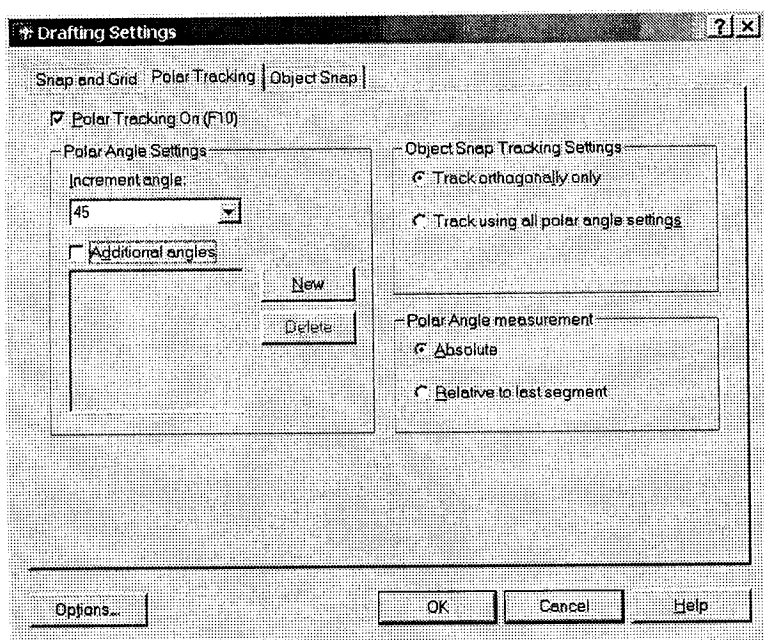 Drafting Settings
? ×
Snap and Grid Polar Tracking Object Snap
Polar Tracking On (F10)
Polar Angle Settings
Increment angle:
45
Additional angles
New
Delete
Object Snap Tracking Settings
Track orthogonally only
Track using all polar angle settings
Polar Angle measurement
Absolute
Relative to last segment
Options...
OK
Cancel
Help